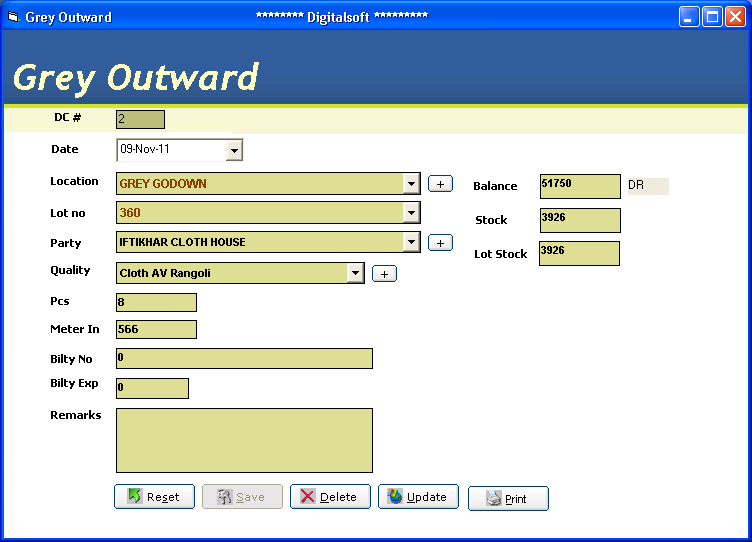 Grey Outward ******** Digitalsoft *********
Grey Outward
DC # 2
Date 09-Nov-11
Location GREY GODOWN + Balance 51750 DR
Lot no 360 Stock 3926
Party IFTIKHAR CLOTH HOUSE + Lot Stock 3926
Quality Cloth AV Rangoli +
Pcs 8
Meter In 566
Bilty No 0
Bilty Exp 0
Remarks
Reset Save Delete Update Print